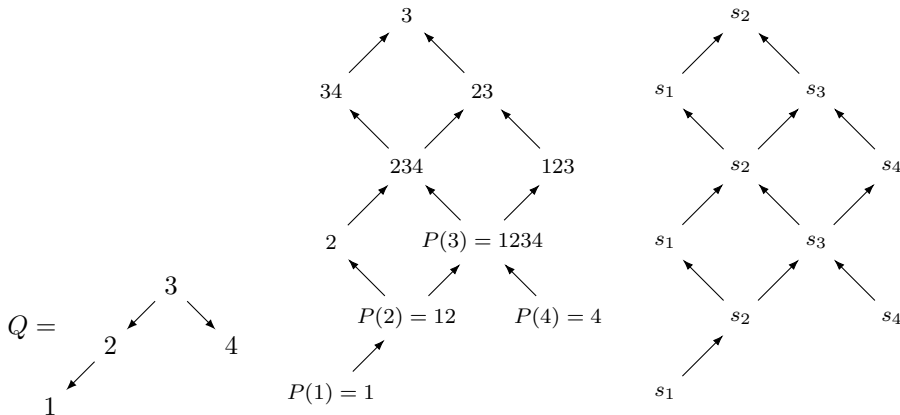 3 s₂
34 23 s₁ s₃
234 123 s₂ s₄
2 P(3) = 1234 s₁ s₃
3
Q = 2 4 P(2) = 12 P(4) = 4 s₂ s₄
1 P(1) = 1 s₁